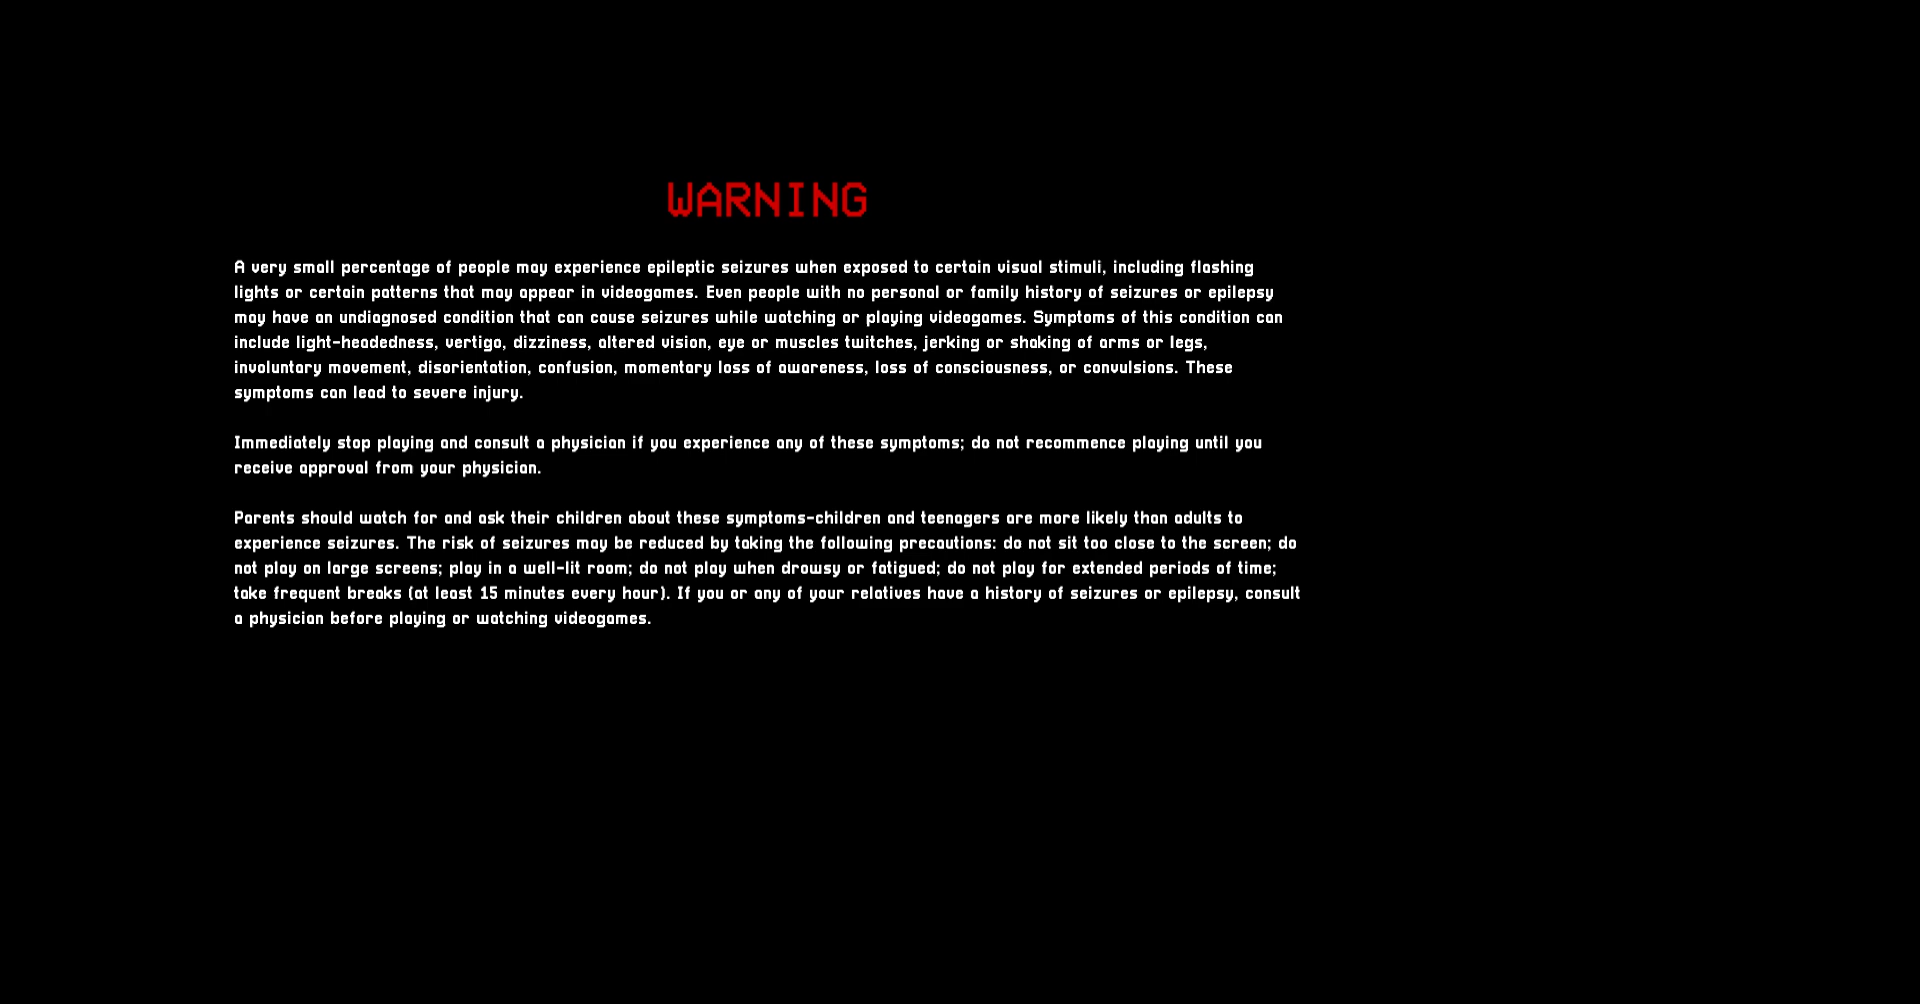 WARNING
A very small percentage of people may experience epileptic seizures when exposed to certain visual stimuli, including flashing
lights or certain patterns that may appear in videogames. Even people with no personal or family history of seizures or epilepsy
may have an undiagnosed condition that can cause seizures while watching or playing videogames. Symptoms of this condition can
include light-headedness, vertigo, dizziness, altered vision, eye or muscles twitches, jerking or shaking of arms or legs,
involuntary movement, disorientation, confusion, momentary loss of awareness, loss of consciousness, or convulsions. These
symptoms can lead to severe injury.
Immediately stop playing and consult a physician if you experience any of these symptoms; do not recommence playing until you
receive approval from your physician.
Parents should watch for and ask their children about these symptoms-children and teenagers are more likely than adults to
experience seizures. The risk of seizures may be reduced by taking the following precautions: do not sit too close to the screen; do
not play on large screens; play in a well-lit room; do not play when drowsy or fatigued; do not play for extended periods of time;
take frequent breaks (at least 15 minutes every hour). If you or any of your relatives have a history of seizures or epilepsy, consult
a physician before playing or watching videogames.